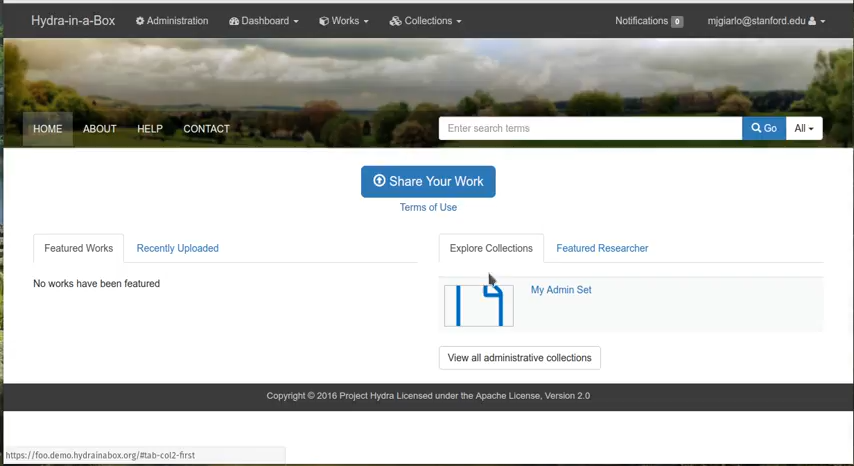 Hydra-in-a-Box Administration Dashboard Works Collections Notifications 0 mjgiarlo@stanford.edu
HOME ABOUT HELP CONTACT Enter search terms Go All
Share Your Work
Terms of Use
Featured Works Recently Uploaded Explore Collections Featured Researcher
No works have been featured My Admin Set
View all administrative collections
Copyright © 2016 Project Hydra Licensed under the Apache License, Version 2.0
https://foo.demo.hydrainabox.org/#tab-col2-first